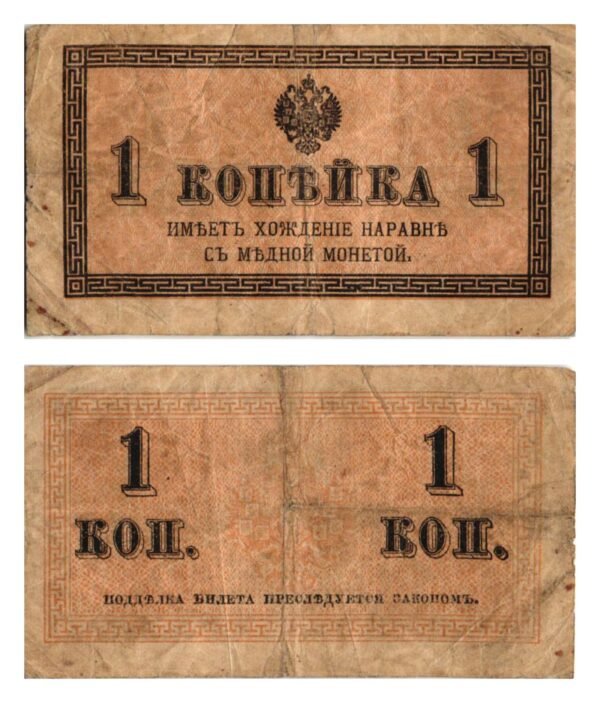 1 КОПѢЙКА 1
ИМѢЕТЪ ХОЖДЕНІЕ НАРАВНѢ
СЪ МѢДНОЙ МОНЕТОЙ.
1 1
КОП. КОП.
ПОДДѢЛКА БИЛЕТА ПРЕСЛѢДУЕТСЯ ЗАКОНОМЪ.